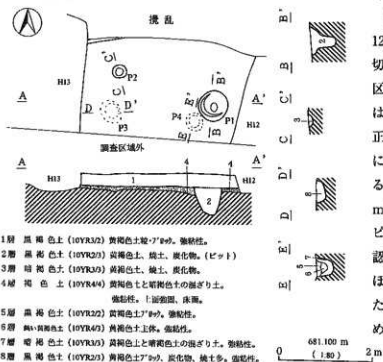 攪乱
H13
C'
P2
C
B'
A
D
D'
P4
P1
A'
P3
E
B
H12
調査区域外
A
H13
4
4
A'
H12
1
2
1層 黒褐色土 (10YR3/2) 黄褐色土粒・ブロック。強粘性。
2層 黒褐色土 (10YR2/3) 黄褐色土、焼土、炭化物。(ピット)
3層 暗褐色土 (10YR3/3) 黄褐色土、焼土、炭化物。
4層 褐色土 (10YR4/4) 黄褐色土と暗褐色土の混ざり土。
強粘性。上面強固、床面。
5層 黒褐色土 (10YR2/2) 黄褐色土ブロック。強粘性。
6層 鈍い黄褐色土 (10YR4/3) 黄褐色土主体。強粘性。
7層 暗褐色土 (10YR3/3) 黄褐色土と暗褐色土の混ざり土。強粘性。
8層 黒褐色土 (10YR2/3) 黄褐色土ブロック、炭化物、焼土多。強粘性。
B'
2
B
C'
3
C
D'
8
D
E'
7
6
5
E
681.100 m
0
(1:80)
2m
12
切
区
は
正
に
る
m
ピ
認
ほ
た
め